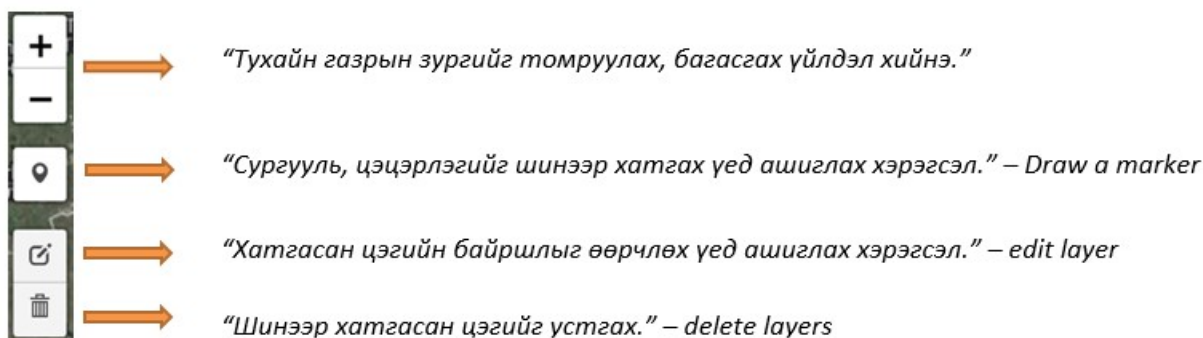 “Тухайн газрын зургийг томруулах, багасгах үйлдэл хийнэ.”
“Сургууль, цэцэрлэгийг шинээр хатгах үед ашиглах хэрэгсэл.” – Draw a marker
“Хатгасан цэгийн байршлыг өөрчлөх үед ашиглах хэрэгсэл.” – edit layer
“Шинээр хатгасан цэгийг устгах.” – delete layers